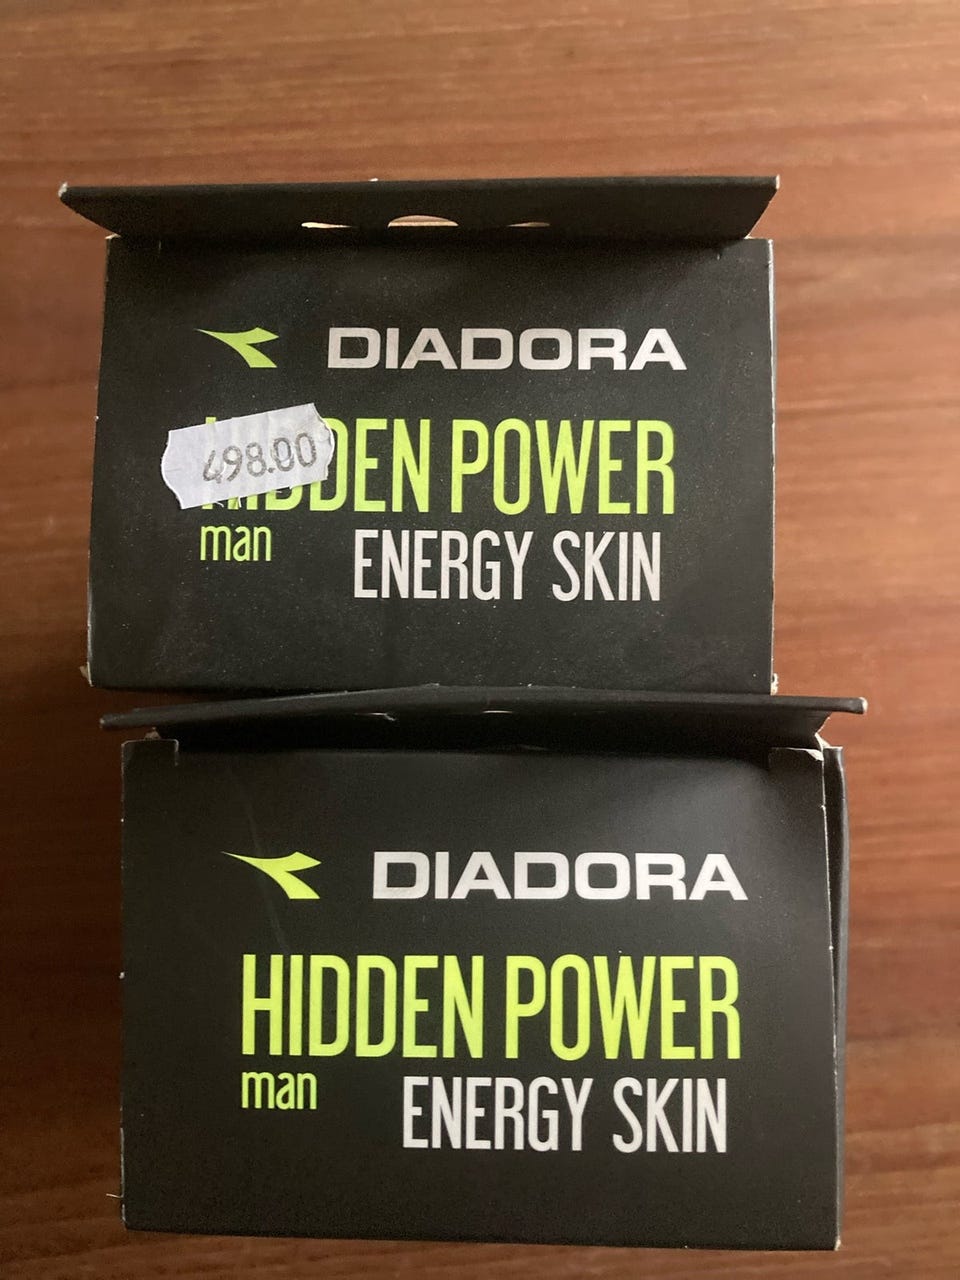 DIADORA
498.00
HIDDEN POWER
man
ENERGY SKIN
DIADORA
HIDDEN POWER
man
ENERGY SKIN